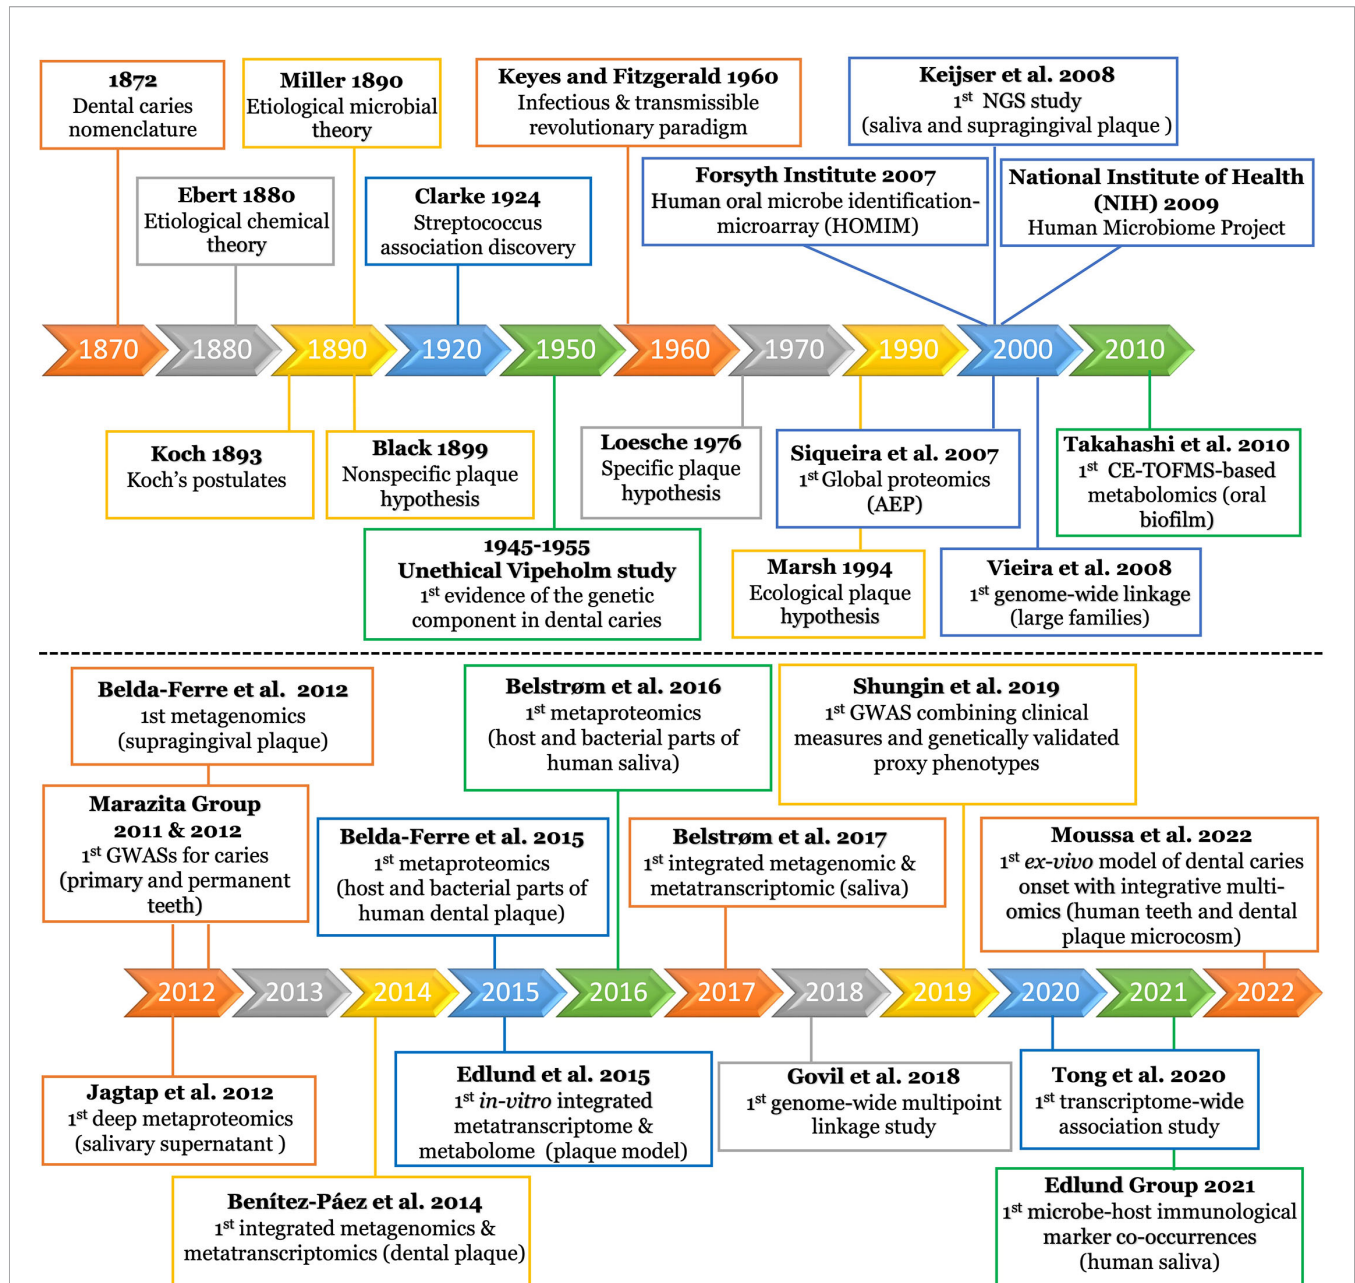 1872
Dental caries
nomenclature
Miller 1890
Etiological microbial
theory
Keyes and Fitzgerald 1960
Infectious & transmissible
revolutionary paradigm
Keijser et al. 2008
1st NGS study
(saliva and supragingival plaque )
Ebert 1880
Etiological chemical
theory
Clarke 1924
Streptococcus
association discovery
Forsyth Institute 2007
Human oral microbe identification-
microarray (HOMIM)
National Institute of Health
(NIH) 2009
Human Microbiome Project
1870
1880
1890
1920
1950
1960
1970
1990
2000
2010
Koch 1893
Koch's postulates
Black 1899
Nonspecific plaque
hypothesis
Loesche 1976
Specific plaque
hypothesis
Siqueira et al. 2007
1st Global proteomics
(AEP)
Takahashi et al. 2010
1st CE-TOFMS-based
metabolomics (oral
biofilm)
1945-1955
Unethical Vipeholm study
1st evidence of the genetic
component in dental caries
Marsh 1994
Ecological plaque
hypothesis
Vieira et al. 2008
1st genome-wide linkage
(large families)
Belda-Ferre et al. 2012
1st metagenomics
(supragingival plaque)
Belstrøm et al. 2016
1st metaproteomics
(host and bacterial parts of
human saliva)
Shungin et al. 2019
1st GWAS combining clinical
measures and genetically validated
proxy phenotypes
Marazita Group
2011 & 2012
1st GWASs for caries
(primary and permanent
teeth)
Belda-Ferre et al. 2015
1st metaproteomics
(host and bacterial parts of
human dental plaque)
Belstrøm et al. 2017
1st integrated metagenomic &
metatranscriptomic (saliva)
Moussa et al. 2022
1st ex-vivo model of dental caries
onset with integrative multi-
omics (human teeth and dental
plaque microcosm)
2012
2013
2014
2015
2016
2017
2018
2019
2020
2021
2022
Jagtap et al. 2012
1st deep metaproteomics
(salivary supernatant )
Edlund et al. 2015
1st in-vitro integrated
metatranscriptome &
metabolome (plaque model)
Govil et al. 2018
1st genome-wide multipoint
linkage study
Tong et al. 2020
1st transcriptome-wide
association study
Benítez-Páez et al. 2014
1st integrated metagenomics &
metatranscriptomics (dental plaque)
Edlund Group 2021
1st microbe-host immunological
marker co-occurrences
(human saliva)